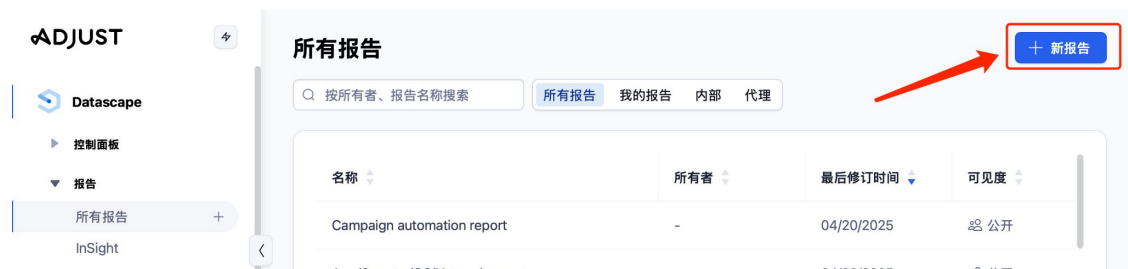 ADJUST
所有报告
+ 新报告
按所有者、报告名称搜索
所有报告 我的报告 内部 代理
Datascape
控制面板
报告
所有报告 +
InSight
名称 所有者 最后修订时间 可见度
Campaign automation report - 04/20/2025 公开